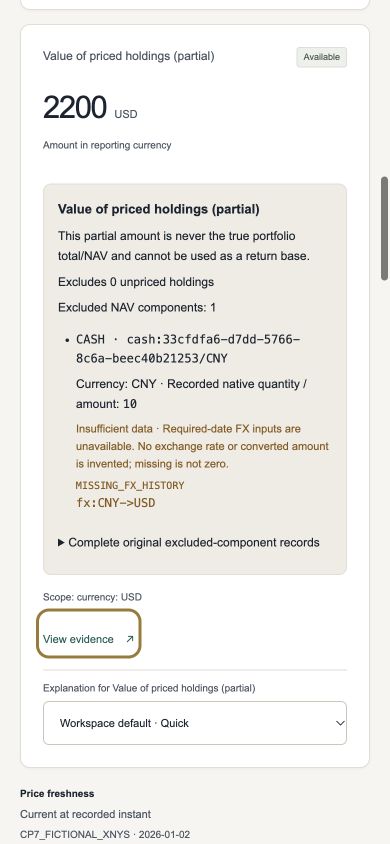 Value of priced holdings (partial)
Available
2200 USD
Amount in reporting currency
Value of priced holdings (partial)
This partial amount is never the true portfolio
total/NAV and cannot be used as a return base.
Excludes 0 unpriced holdings
Excluded NAV components: 1
• CASH · cash:33cfdfa6-d7dd-5766-
8c6a-beec40b21253/CNY
Currency: CNY · Recorded native quantity /
amount: 10
Insufficient data · Required-date FX inputs are
unavailable. No exchange rate or converted amount
is invented; missing is not zero.
MISSING_FX_HISTORY
fx:CNY->USD
▶ Complete original excluded-component records
Scope: currency: USD
View evidence ↗
Explanation for Value of priced holdings (partial)
Workspace default · Quick
Price freshness
Current at recorded instant
CP7_FICTIONAL_XNYS · 2026-01-02